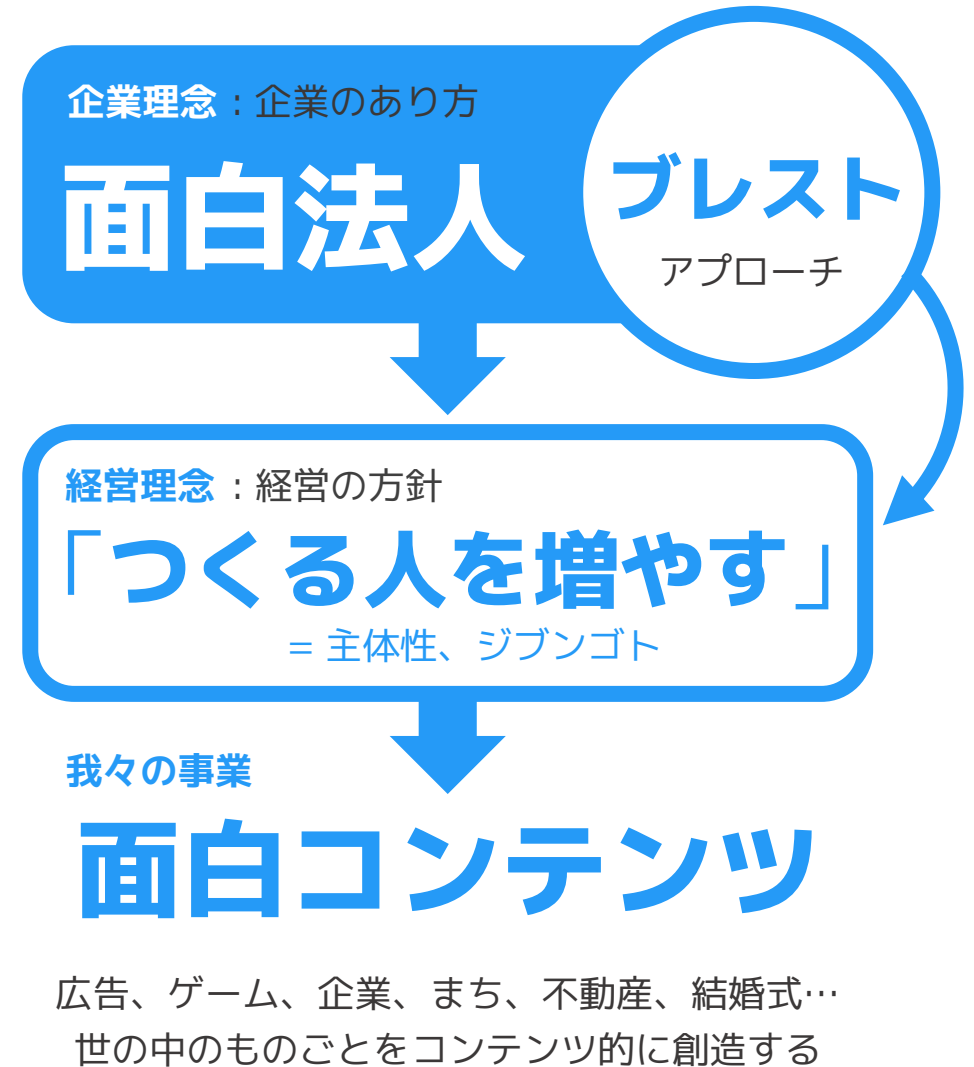 企業理念 : 企業のあり方
面白法人
ブレスト
アプローチ
経営理念 : 経営の方針
「つくる人を増やす」
= 主体性、ジブンゴト
我々の事業
面白コンテンツ
広告、ゲーム、企業、まち、不動産、結婚式…
世の中のものごとをコンテンツ的に創造する